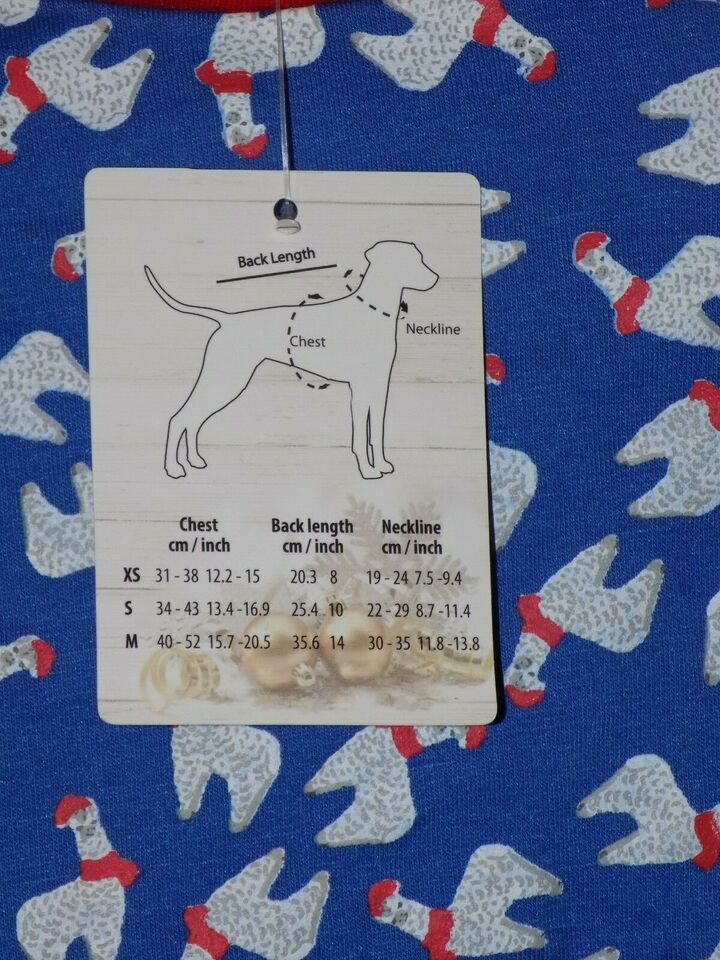 Back Length
Neckline
Chest
Chest Back length Neckline
cm / inch cm / inch cm / inch
XS 31 - 38 12.2 - 15 20.3 8 19 - 24 7.5 -9.4
S 34 - 43 13.4 -16.9 25.4 10 22 - 29 8.7 -11.4
M 40 - 52 15.7 -20.5 35.6 14 30 - 35 11.8 -13.8